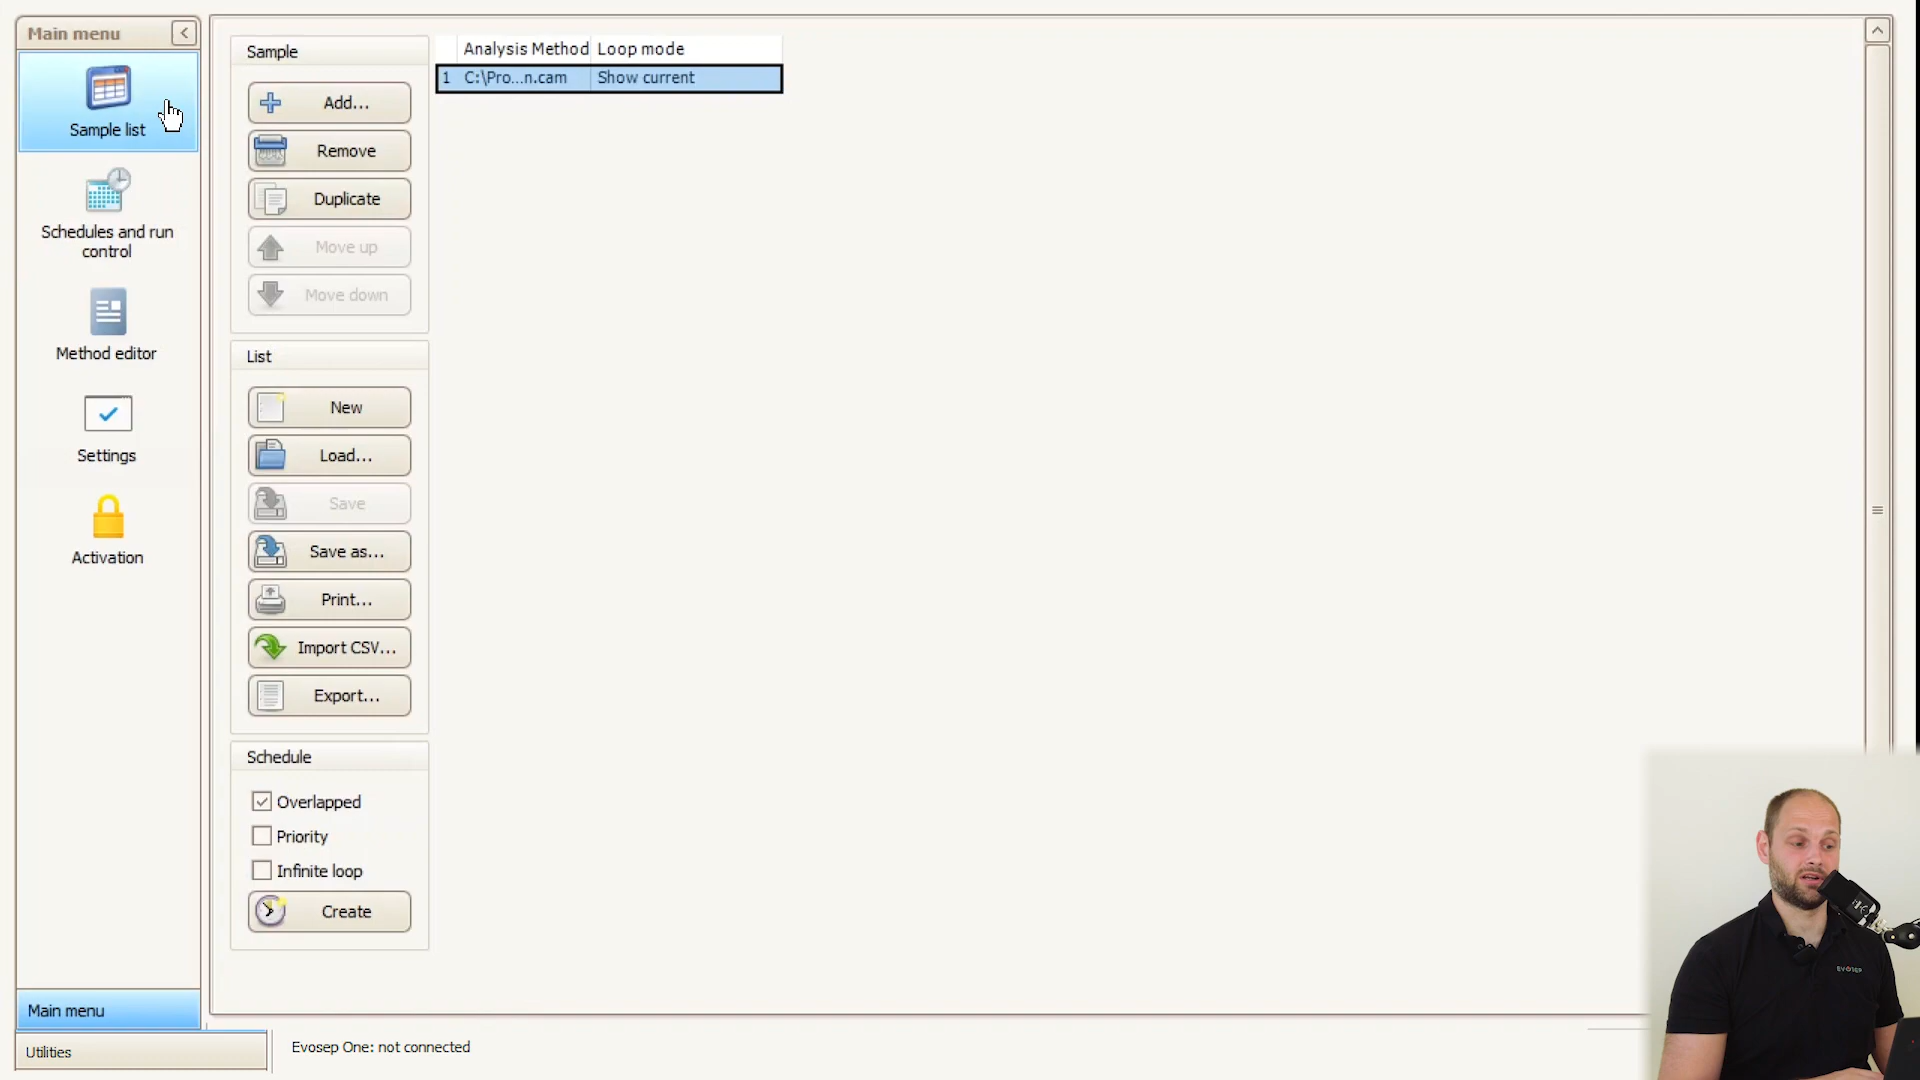 Main menu
Sample list
Schedules and run
control
Method editor
Settings
Activation
Main menu
Utilities
Sample
Add...
Remove
Duplicate
Move up
Move down
List
New
Load...
Save
Save as...
Print...
Import CSV...
Export...
Schedule
Overlapped
Priority
Infinite loop
Create
Analysis Method Loop mode
1 C:\Pro...n.cam Show current
Evosep One: not connected
EVOSEP